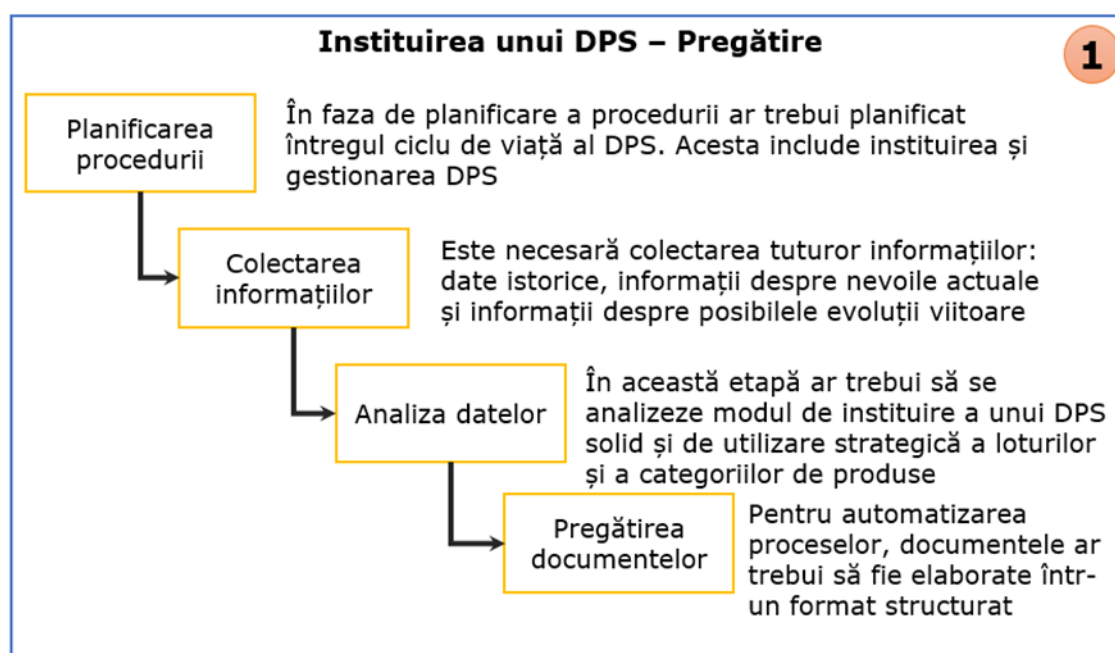 Instituirea unui DPS – Pregătire
1
Planificarea
procedurii
În faza de planificare a procedurii ar trebui planificat
întregul ciclu de viață al DPS. Acesta include instituirea și
gestionarea DPS
Colectarea
informațiilor
Este necesară colectarea tuturor informațiilor:
date istorice, informații despre nevoile actuale
și informații despre posibilele evoluții viitoare
Analiza datelor
În această etapă ar trebui să se
analizeze modul de instituire a unui DPS
solid și de utilizare strategică a loturilor
și a categoriilor de produse
Pregătirea
documentelor
Pentru automatizarea
proceselor, documentele ar
trebui să fie elaborate într-
un format structurat